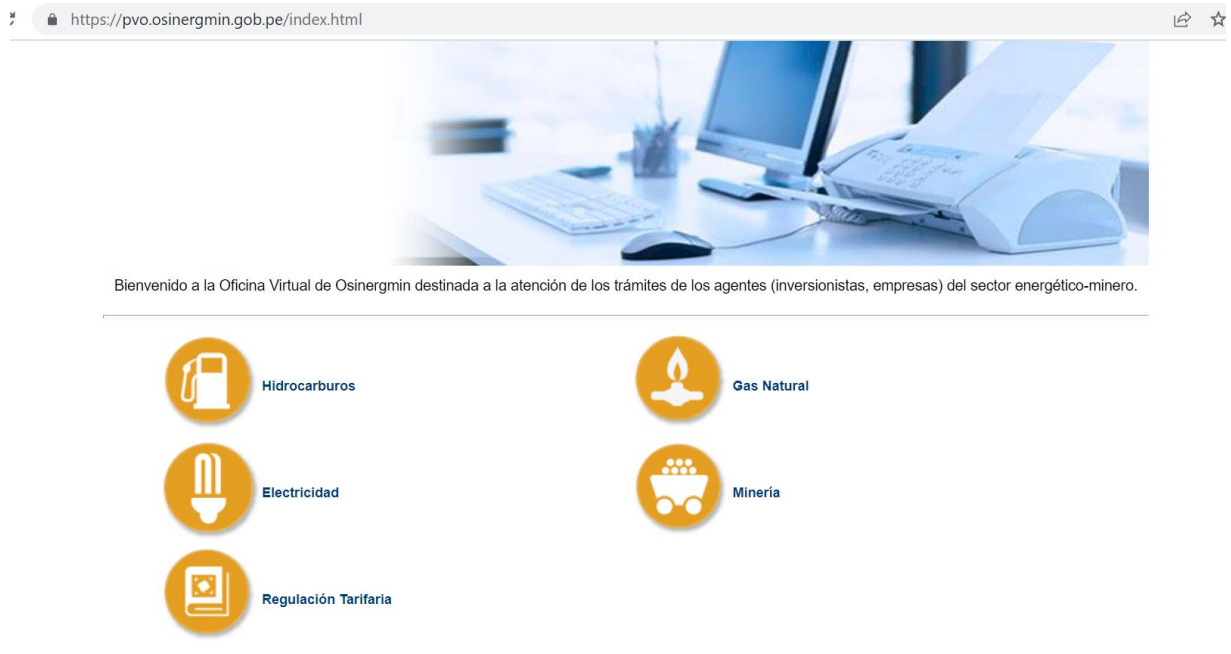 https://pvo.osinergmin.gob.pe/index.html
Bienvenido a la Oficina Virtual de Osinergmin destinada a la atención de los trámites de los agentes (inversionistas, empresas) del sector energético-minero.
Hidrocarburos
Gas Natural
Electricidad
Minería
Regulación Tarifaria